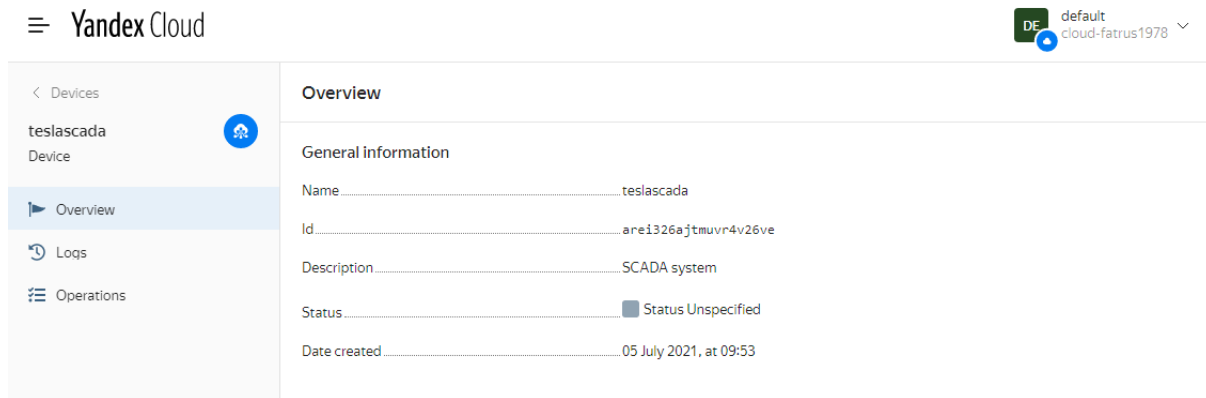 Yandex Cloud
DE
default
cloud-fatrus1978
Devices
teslascada
Device
Overview
Logs
Operations
Overview
General information
Name teslascada
Id arei326ajtmuvr4v26ve
Description SCADA system
Status Status Unspecified
Date created 05 July 2021, at 09:53